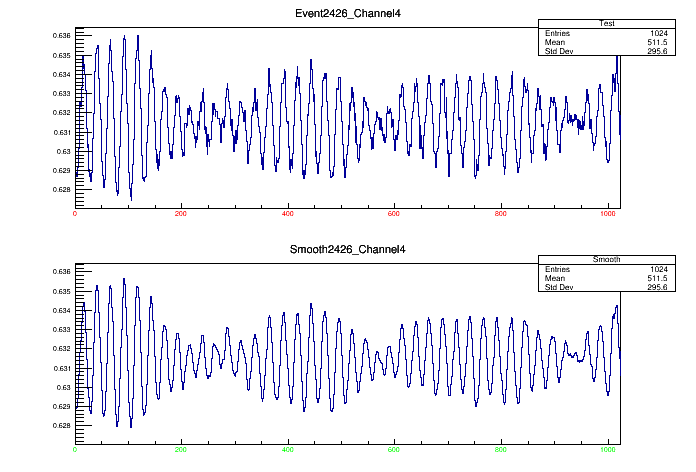 Event2426_Channel4
Test
Entries 1024
Mean 511.5
Std Dev 295.6
0.636
0.635
0.634
0.633
0.632
0.631
0.63
0.629
0.628
0 200 400 600 800 1000
Smooth2426_Channel4
Smooth
Entries 1024
Mean 511.5
Std Dev 295.6
0.636
0.635
0.634
0.633
0.632
0.631
0.63
0.629
0.628
0 200 400 600 800 1000